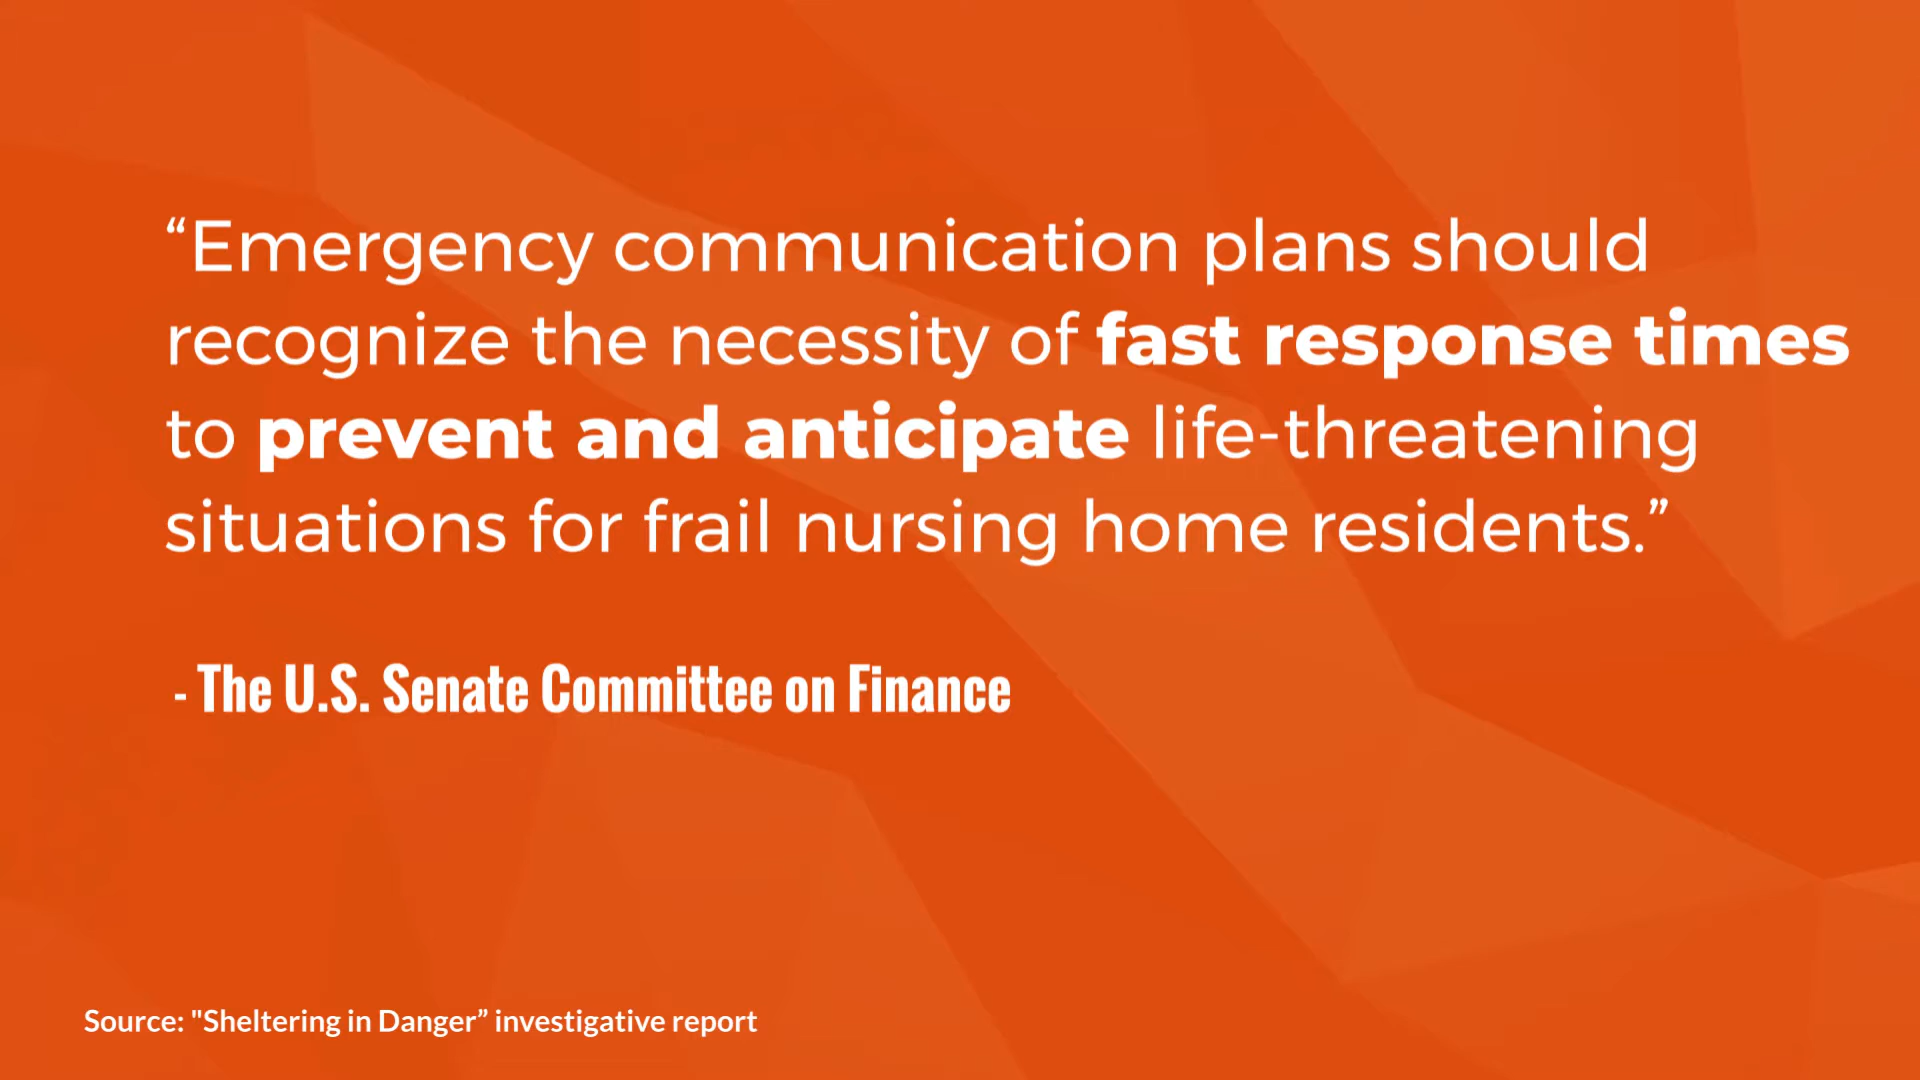 “Emergency communication plans should
recognize the necessity of fast response times
to prevent and anticipate life-threatening
situations for frail nursing home residents.”
- The U.S. Senate Committee on Finance
Source: "Sheltering in Danger” investigative report